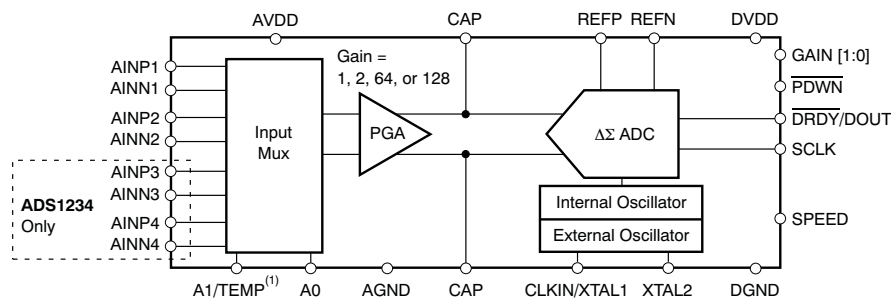 AVDD
CAP
REFP
REFN
DVDD
Gain =
1, 2, 64, or 128
GAIN [1:0]
AINP1
AINN1
PDWN
AINP2
AINN2
Input
Mux
PGA
ΔΣ ADC
DRDY/DOUT
SCLK
AINP3
AINN3
ADS1234
Only
AINP4
AINN4
Internal Oscillator
External Oscillator
SPEED
A1/TEMP(1)
A0
AGND
CAP
CLKIN/XTAL1
XTAL2
DGND